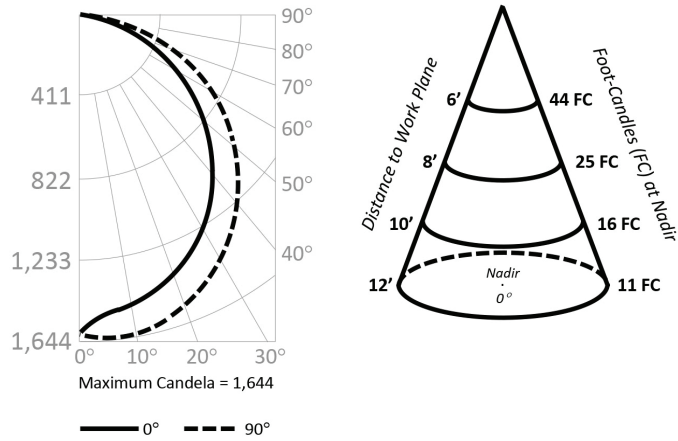 90°
80°
70°
60°
50°
40°
411
822
1,233
1,644
0° 10° 20° 30°
Maximum Candela = 1,644
0° 90°
Distance to Work Plane
Foot-Candles (FC) at Nadir
6’ 44 FC
8’ 25 FC
10’ 16 FC
12’ 11 FC
Nadir
0°